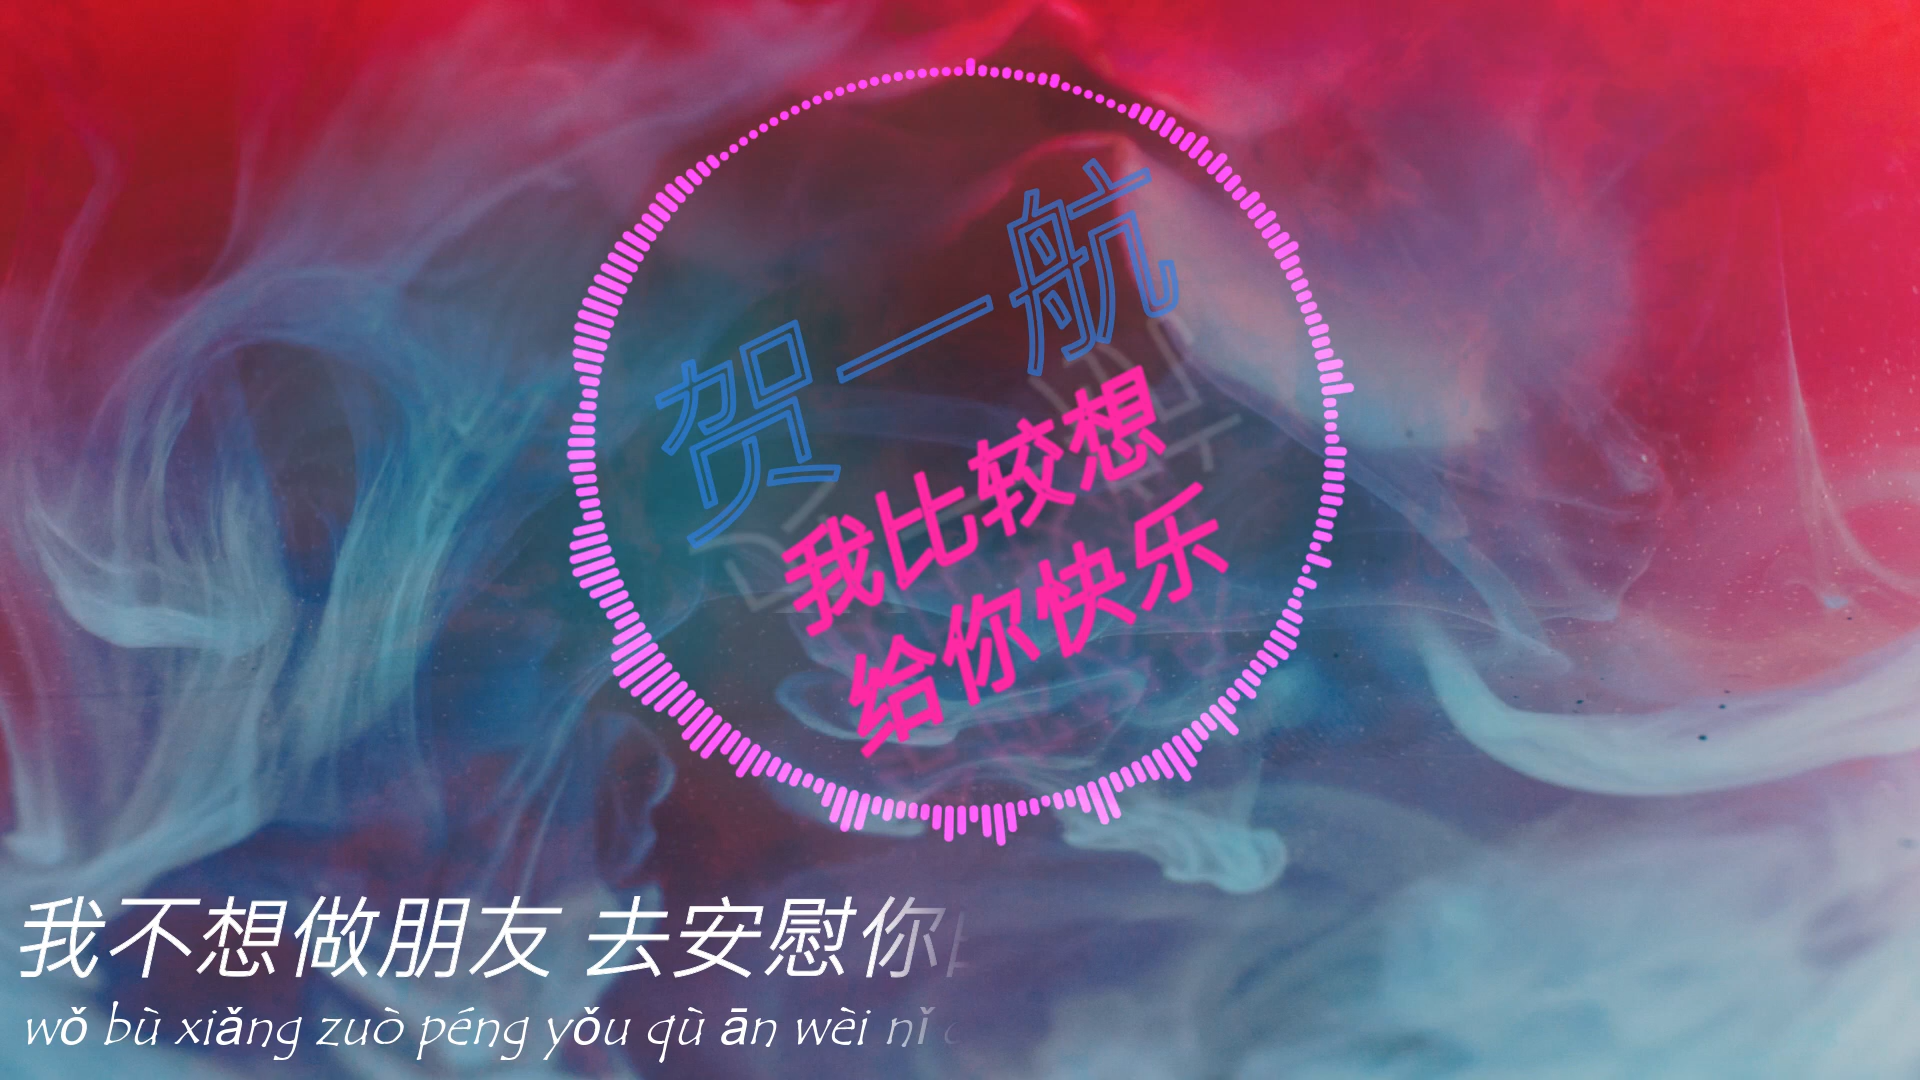 贺一航
我比较想
给你快乐
我不想做朋友 去安慰你
wǒ bù xiǎng zuò péng yǒu qù ān wèi nǐ